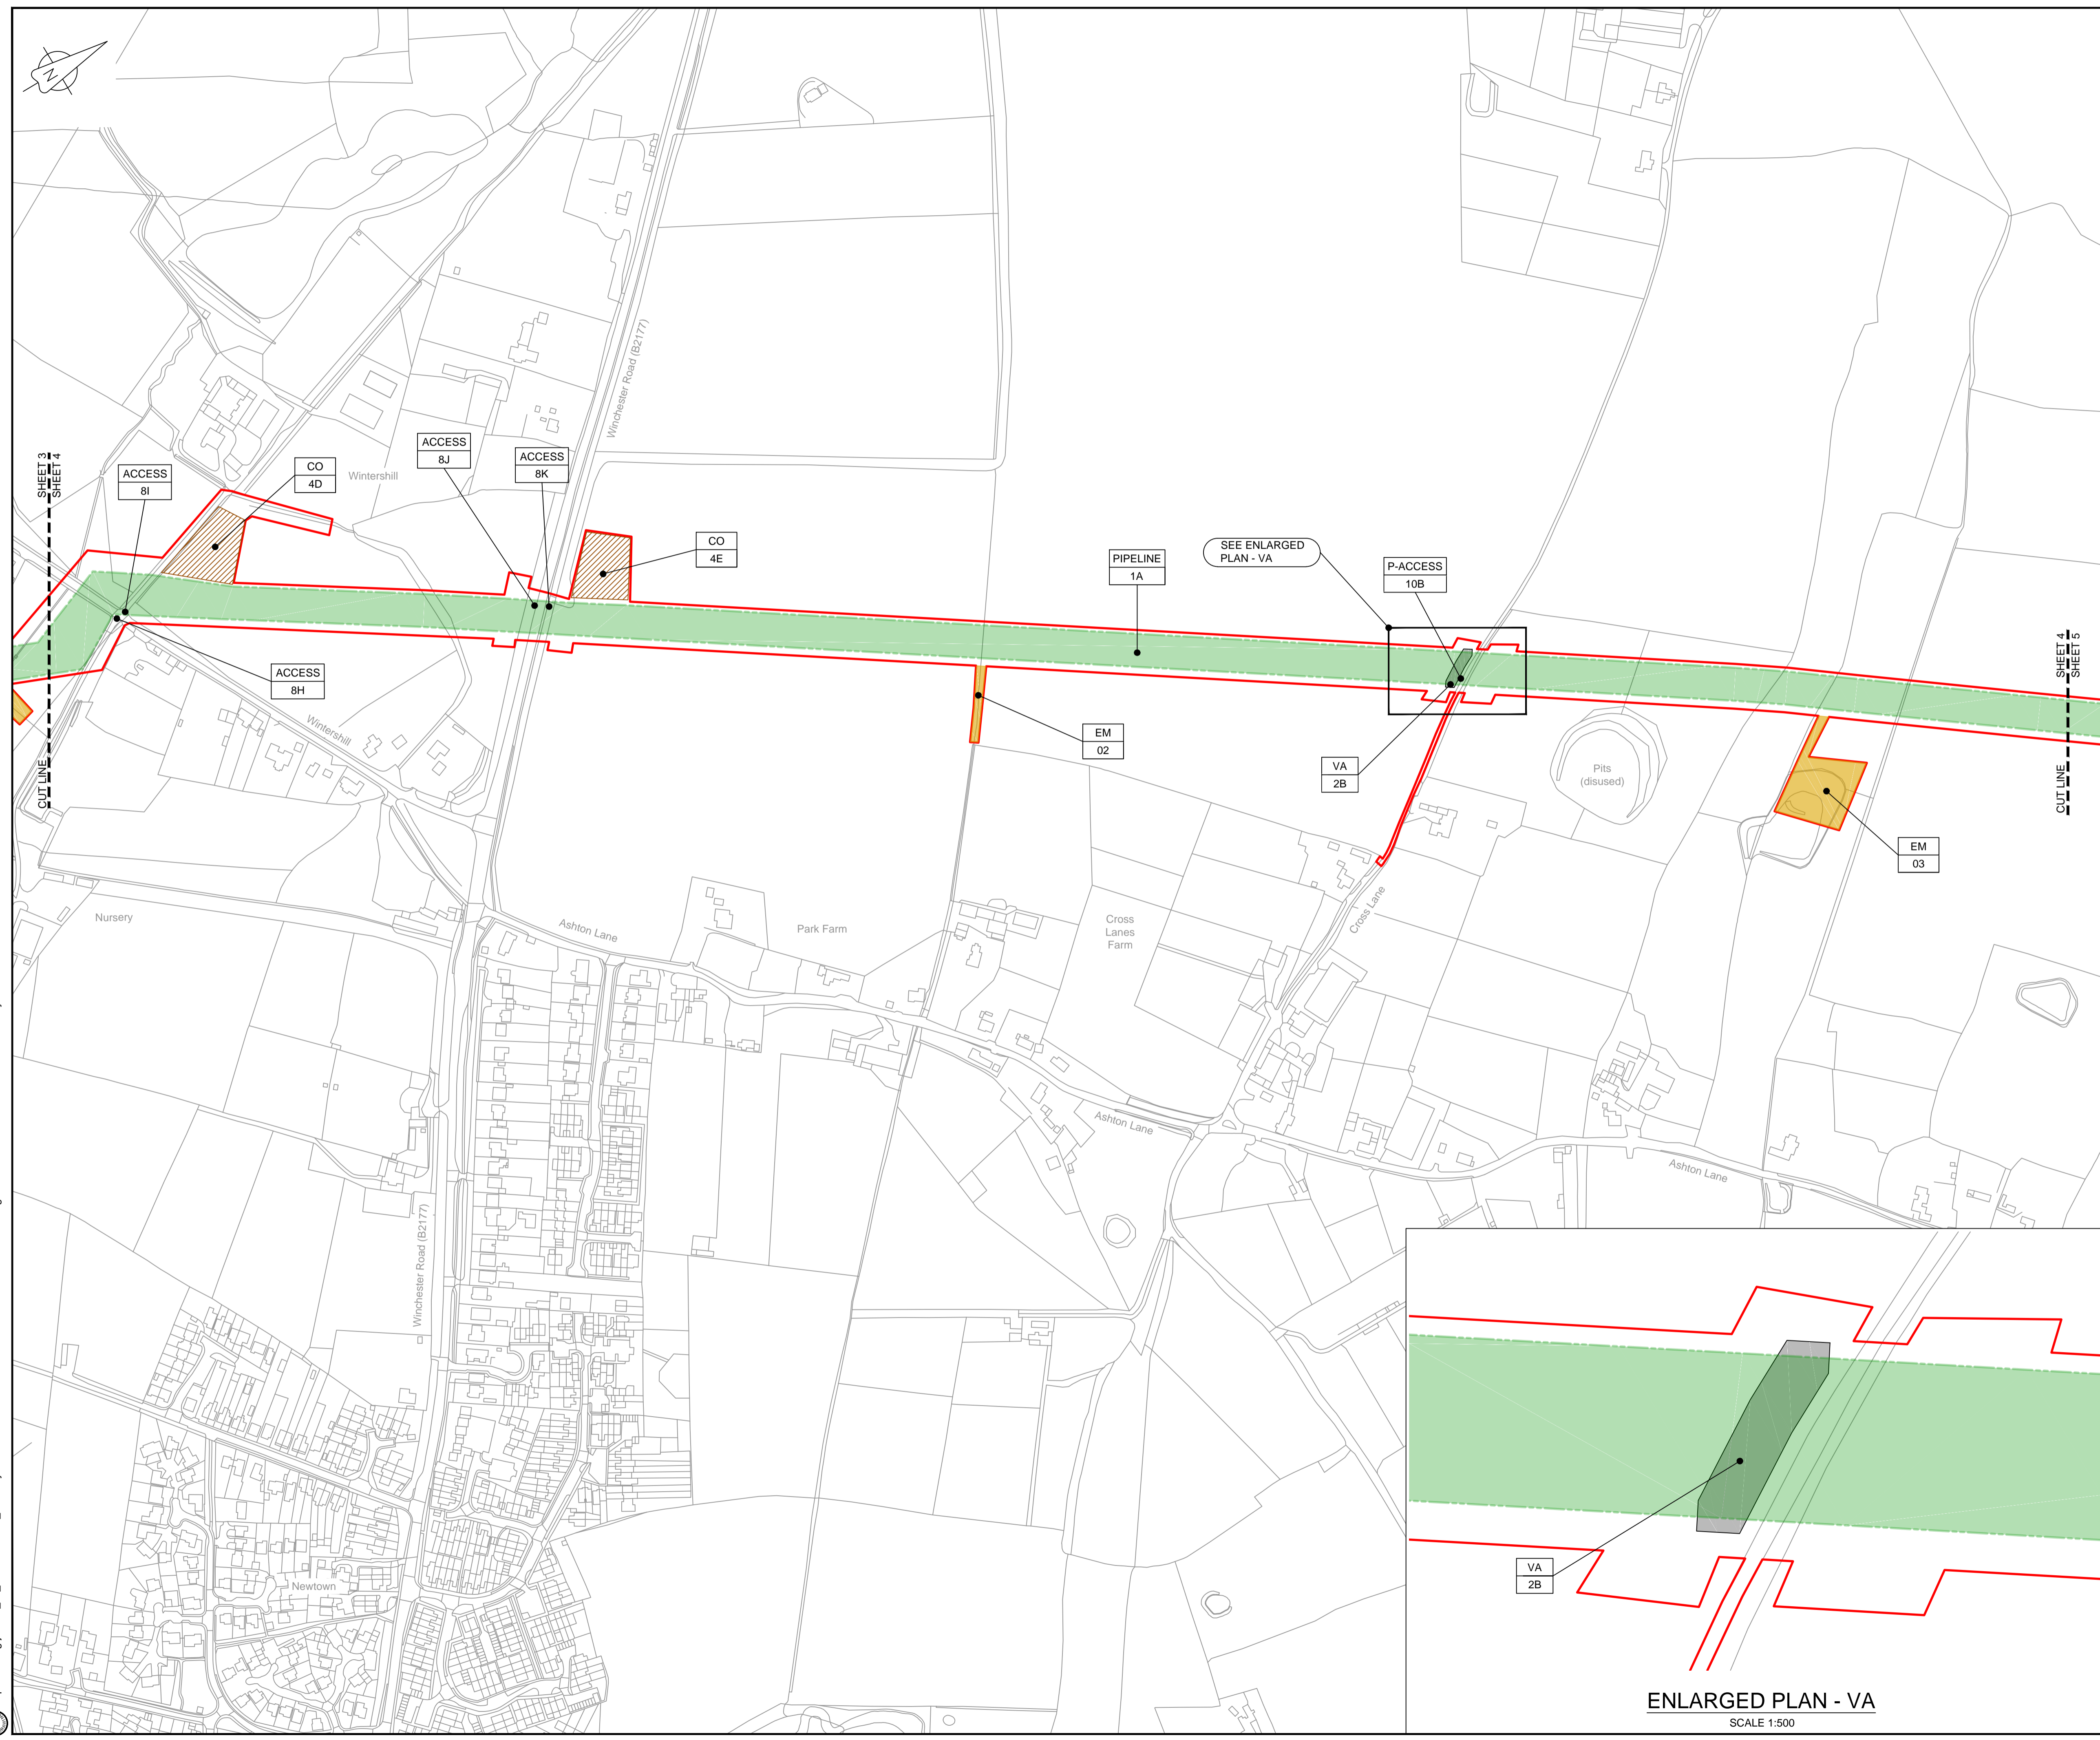 N
SHEET 3
SHEET 4
CUT LINE
ACCESS
8I
CO
4D
Wintershill
ACCESS
8J
ACCESS
8K
Winchester Road (B2177)
CO
4E
PIPELINE
1A
SEE ENLARGED
PLAN - VA
P-ACCESS
10B
SHEET 4
SHEET 5
CUT LINE
ACCESS
8H
Wintershill
EM
02
VA
2B
Pits
(disused)
EM
03
Nursery
Ashton Lane
Park Farm
Cross
Lanes
Farm
Cross Lane
Ashton Lane
Ashton Lane
Winchester Road (B2177)
Newtown
VA
2B
ENLARGED PLAN - VA
SCALE 1:500